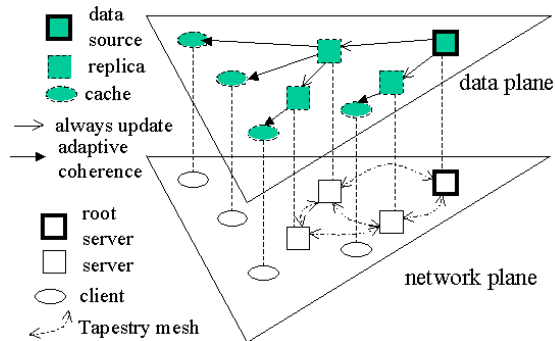 data
source
replica
cache
always update
adaptive
coherence
data plane
root
server
server
client
Tapestry mesh
network plane